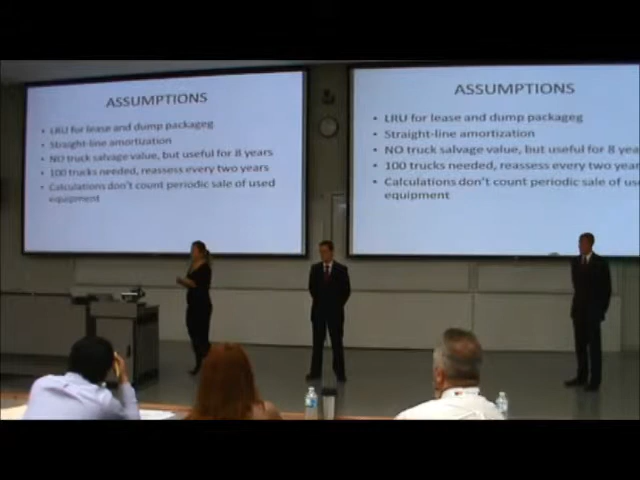 ASSUMPTIONS
• LRU for lease and dump packageg
• Straight-line amortization
• NO truck salvage value, but useful for 8 years
• 100 trucks needed, reassess every two years
• Calculations don't count periodic sale of used
equipment
ASSUMPTIONS
• LRU for lease and dump packageg
• Straight-line amortization
• NO truck salvage value, but useful for 8 yea
• 100 trucks needed, reassess every two years
• Calculations don't count periodic sale of us
equipment